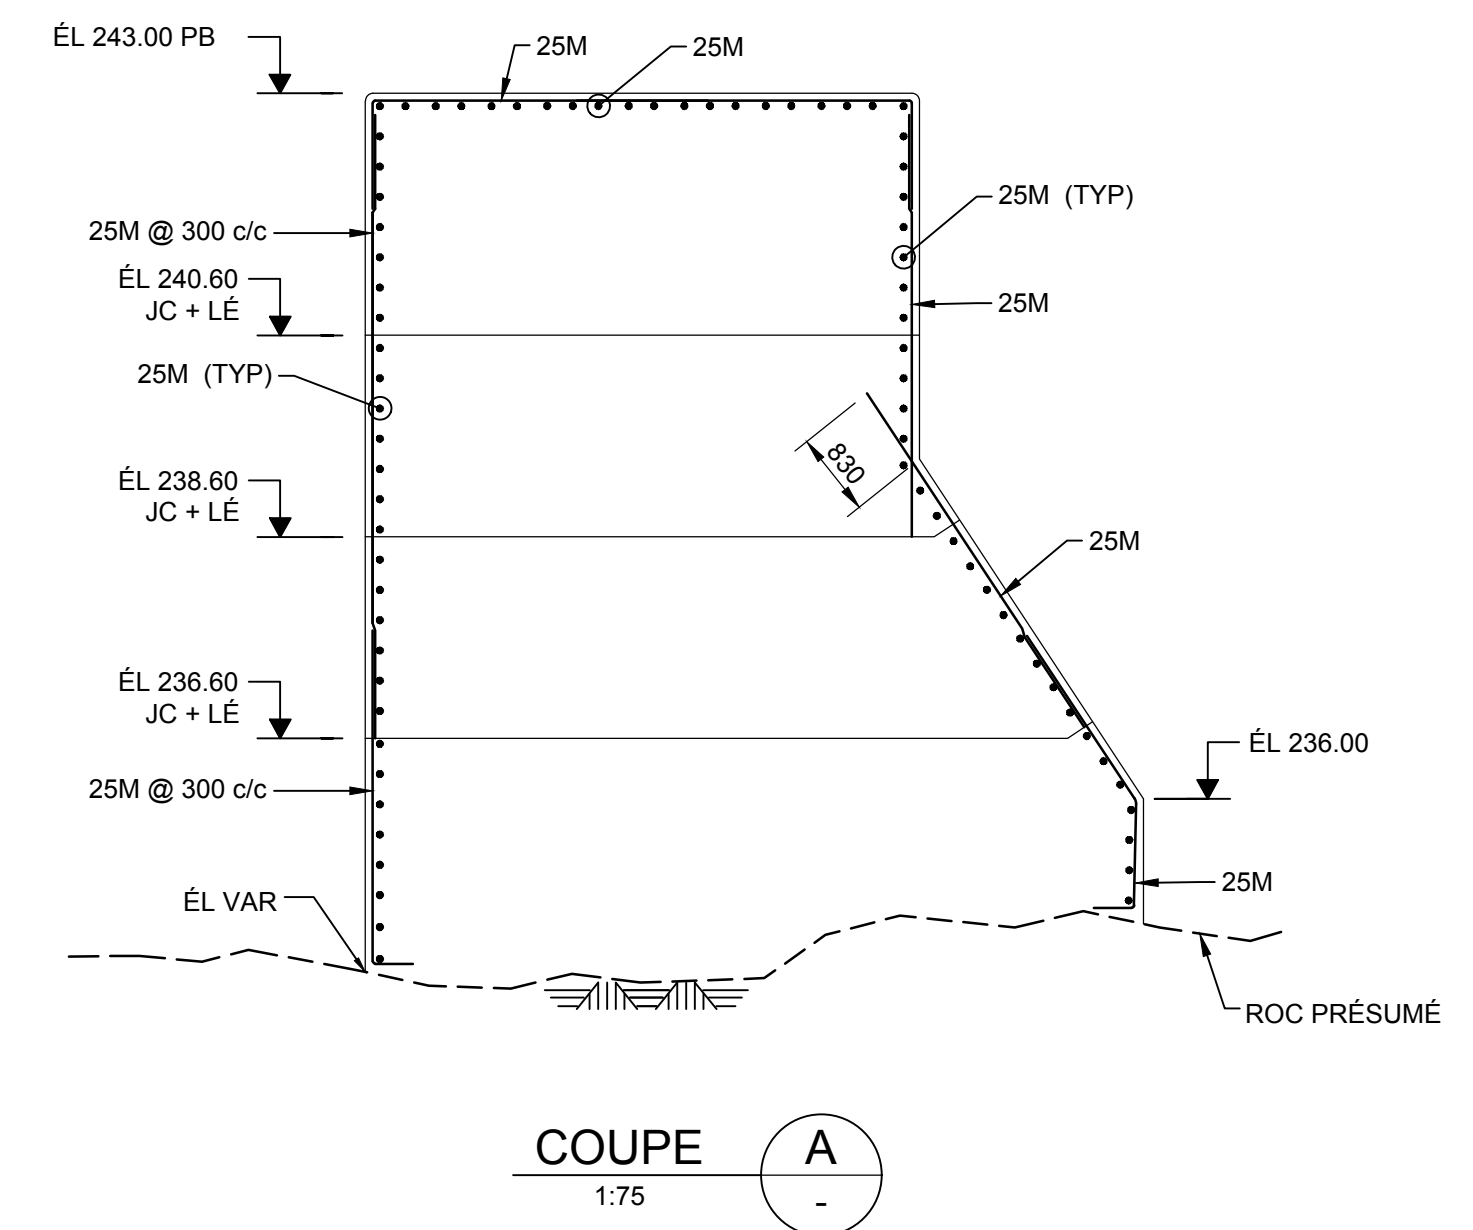 ÉL 243.00 PB
25M
25M
25M (TYP)
25M @ 300 c/c
ÉL 240.60
JC + LÉ
25M
25M (TYP)
830
ÉL 238.60
JC + LÉ
25M
ÉL 236.60
JC + LÉ
ÉL 236.00
25M @ 300 c/c
25M
ÉL VAR
ROC PRÉSUMÉ
COUPE
A
1:75
-